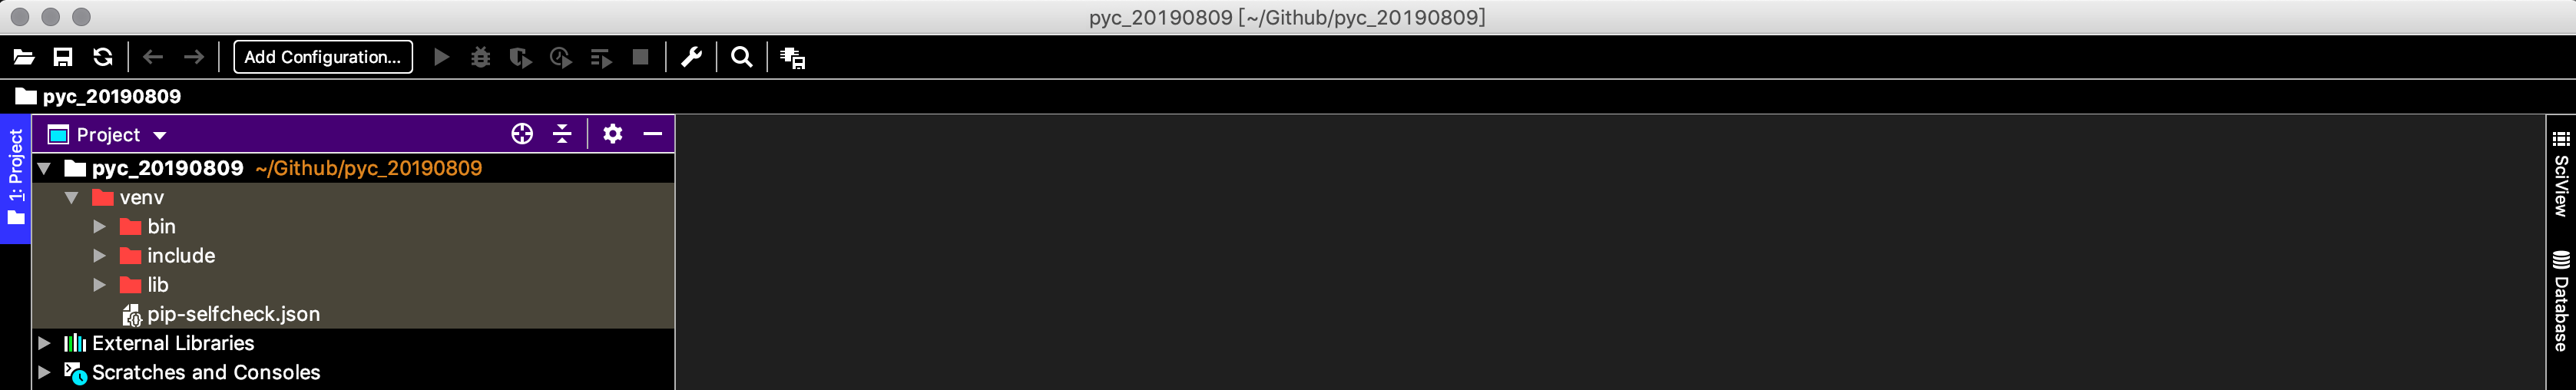 pyc_20190809 [~/Github/pyc_20190809]
Add Configuration...
pyc_20190809
1: Project
Project
pyc_20190809 ~/Github/pyc_20190809
venv
bin
include
lib
pip-selfcheck.json
External Libraries
Scratches and Consoles
SciView
Database